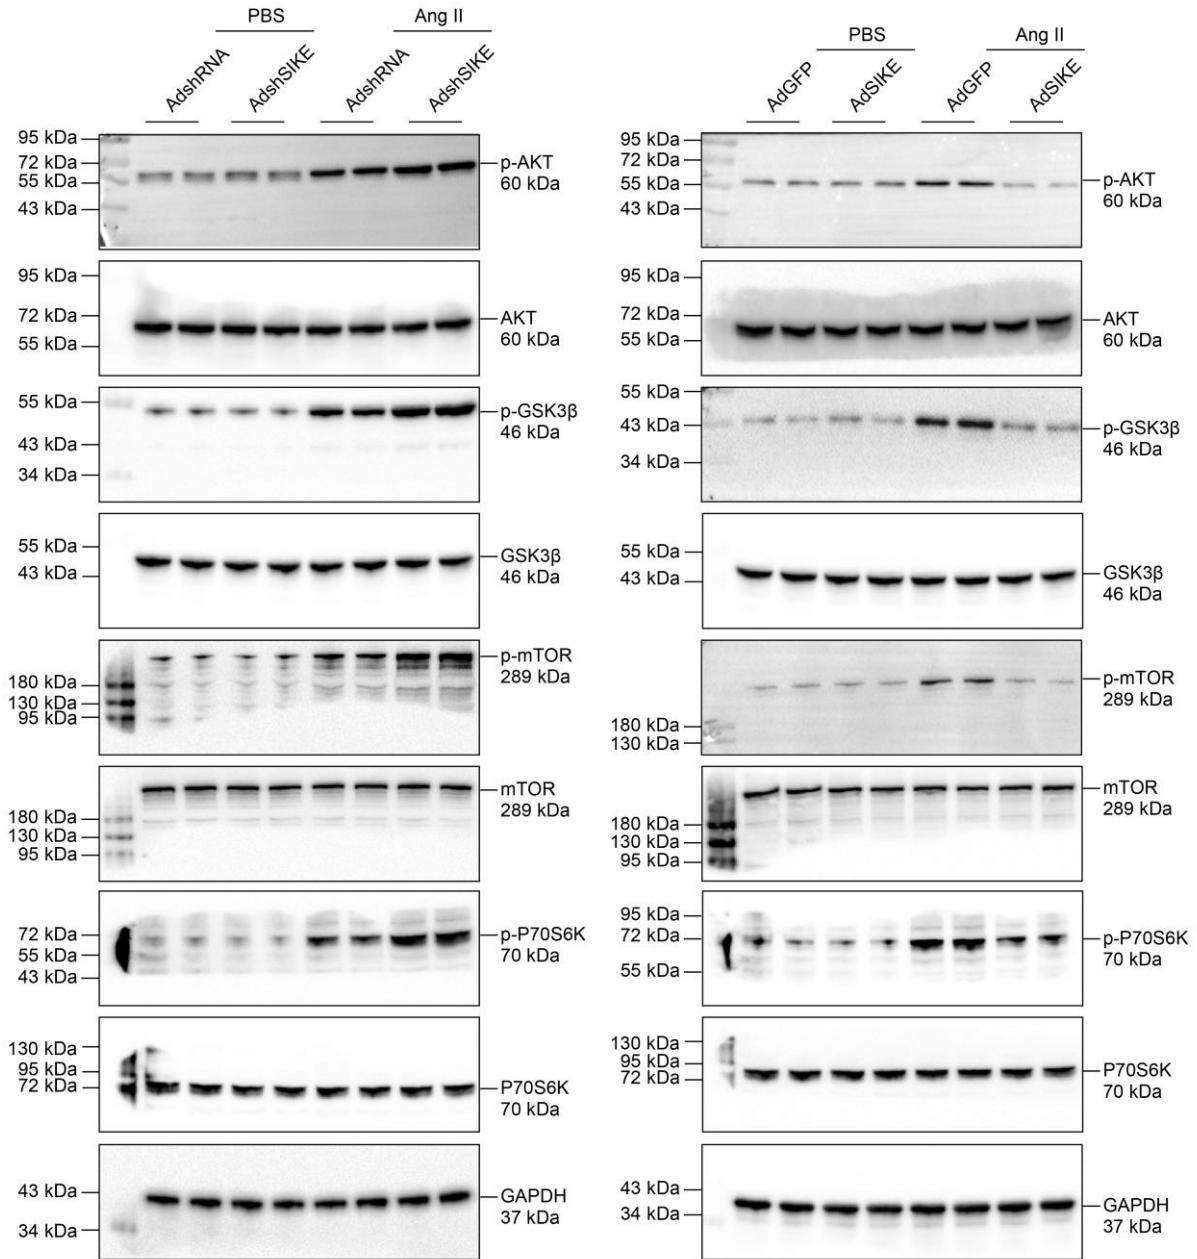 PBS
Ang II
AdshRNA
AdshSIKE
AdshRNA
AdshSIKE
95 kDa
72 kDa
55 kDa
43 kDa
p-AKT
60 kDa
95 kDa
72 kDa
55 kDa
AKT
60 kDa
55 kDa
43 kDa
34 kDa
p-GSK3β
46 kDa
55 kDa
43 kDa
GSK3β
46 kDa
180 kDa
130 kDa
95 kDa
p-mTOR
289 kDa
180 kDa
130 kDa
95 kDa
mTOR
289 kDa
72 kDa
55 kDa
43 kDa
p-P70S6K
70 kDa
130 kDa
95 kDa
72 kDa
P70S6K
70 kDa
43 kDa
34 kDa
GAPDH
37 kDa
PBS
Ang II
AdGFP
AdSIKE
AdGFP
AdSIKE
95 kDa
72 kDa
55 kDa
43 kDa
p-AKT
60 kDa
95 kDa
72 kDa
55 kDa
AKT
60 kDa
55 kDa
43 kDa
34 kDa
p-GSK3β
46 kDa
55 kDa
43 kDa
GSK3β
46 kDa
180 kDa
130 kDa
p-mTOR
289 kDa
180 kDa
130 kDa
95 kDa
mTOR
289 kDa
95 kDa
72 kDa
55 kDa
p-P70S6K
70 kDa
130 kDa
95 kDa
72 kDa
P70S6K
70 kDa
43 kDa
34 kDa
GAPDH
37 kDa